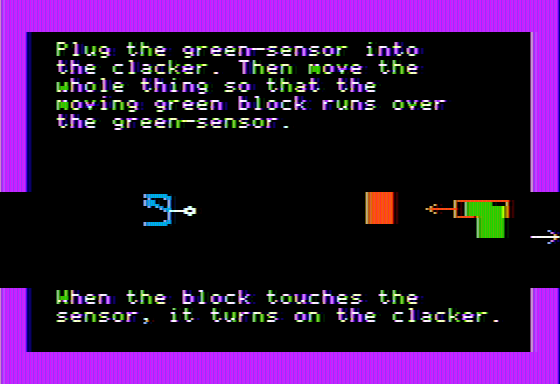 Plug the green-sensor into
the clacker. Then move the
whole thing so that the
moving green block runs over
the green-sensor.
When the block touches the
sensor, it turns on the clacker.